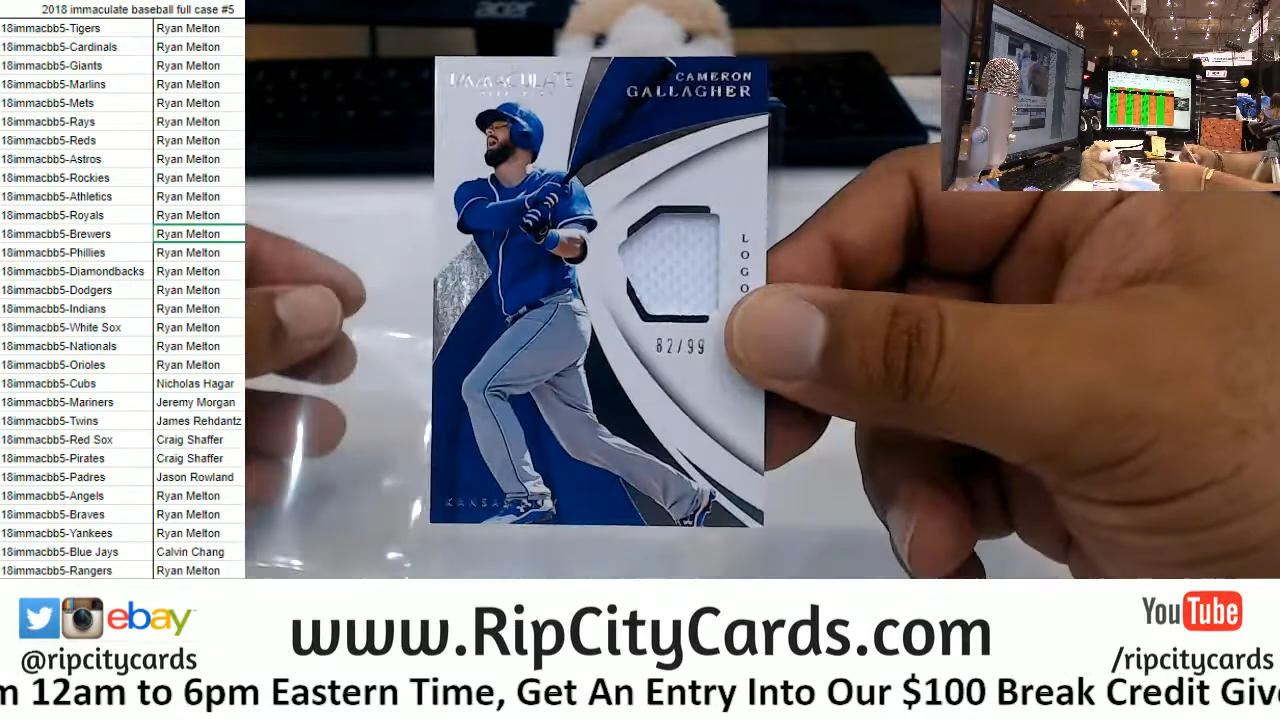 2018 immaculate baseball full case #5
18immacbb5-Tigers Ryan Melton
18immacbb5-Cardinals Ryan Melton
18immacbb5-Giants Ryan Melton
18immacbb5-Marlins Ryan Melton
18immacbb5-Mets Ryan Melton
18immacbb5-Rays Ryan Melton
18immacbb5-Reds Ryan Melton
18immacbb5-Astros Ryan Melton
18immacbb5-Rockies Ryan Melton
18immacbb5-Athletics Ryan Melton
18immacbb5-Royals Ryan Melton
18immacbb5-Brewers Ryan Melton
18immacbb5-Phillies Ryan Melton
18immacbb5-Diamondbacks Ryan Melton
18immacbb5-Dodgers Ryan Melton
18immacbb5-Indians Ryan Melton
18immacbb5-White Sox Ryan Melton
18immacbb5-Nationals Ryan Melton
18immacbb5-Orioles Ryan Melton
18immacbb5-Cubs Nicholas Hagar
18immacbb5-Mariners Jeremy Morgan
18immacbb5-Twins James Rehdantz
18immacbb5-Red Sox Craig Shaffer
18immacbb5-Pirates Craig Shaffer
18immacbb5-Padres Jason Rowland
18immacbb5-Angels Ryan Melton
18immacbb5-Braves Ryan Melton
18immacbb5-Yankees Ryan Melton
18immacbb5-Blue Jays Calvin Chang
18immacbb5-Rangers Ryan Melton
acer
IMMACULATE
CAMERON
GALLAGHER
LOGO
82/99
KANSAS
ebay
@ripcitycards
www.RipCityCards.com
YouTube
/ripcitycards
m 12am to 6pm Eastern Time, Get An Entry Into Our $100 Break Credit Give